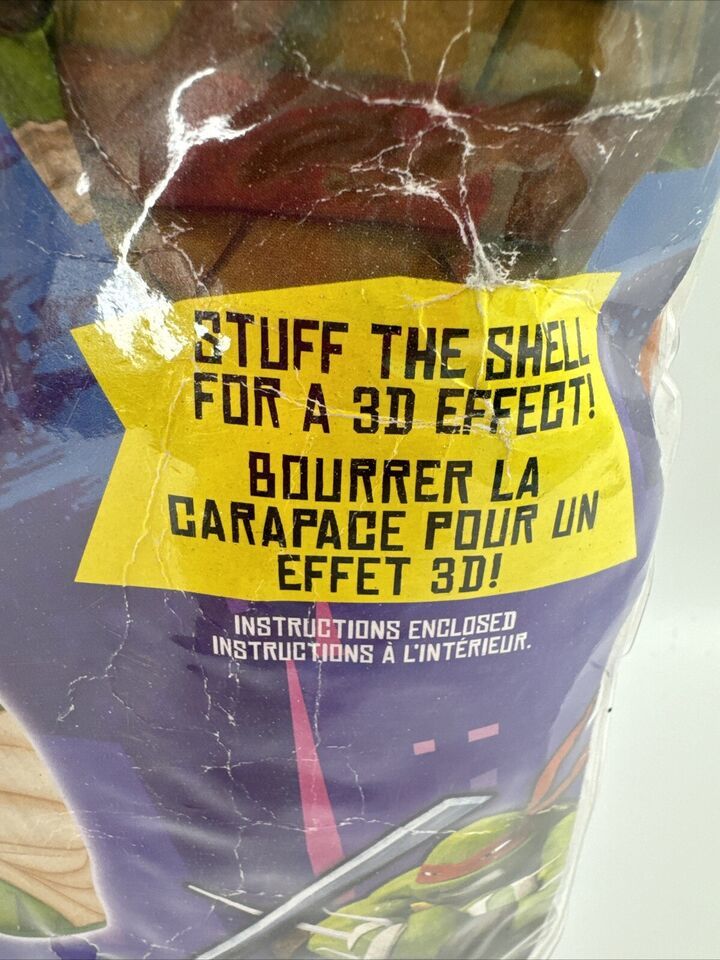 STUFF THE SHELL
FOR A 3D EFFECT!
BOURRER LA
CARAPACE POUR UN
EFFET 3D!
INSTRUCTIONS ENCLOSED
INSTRUCTIONS À L'INTÉRIEUR.